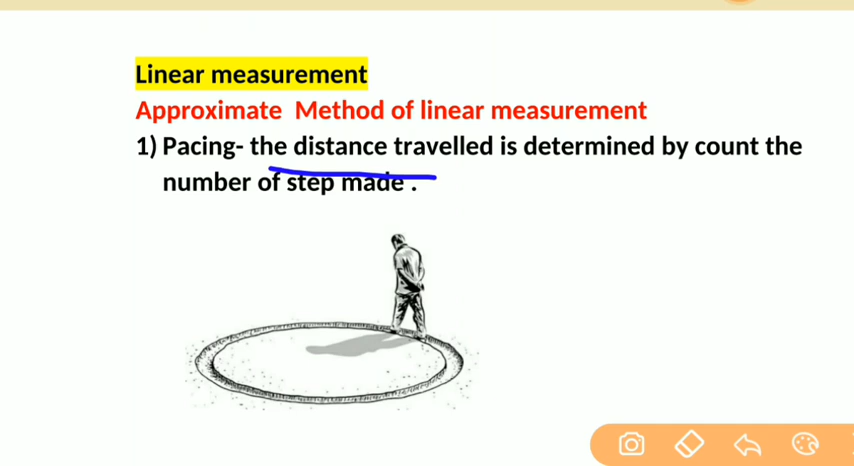 Linear measurement
Approximate Method of linear measurement
1) Pacing- the distance travelled is determined by count the
number of step made .